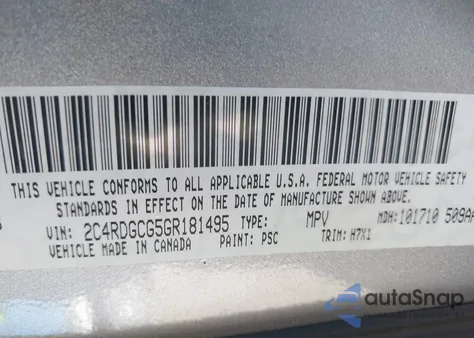 THIS VEHICLE CONFORMS TO ALL APPLICABLE U.S.A. FEDERAL MOTOR VEHICLE SAFETY
STANDARDS IN EFFECT ON THE DATE OF MANUFACTURE SHOWN ABOVE.
VIN: 2C4RDGCG5GR181495 TYPE: MPV MDH:101710 509AA
VEHICLE MADE IN CANADA PAINT: PSC TRIM: H7X1
autoSnap